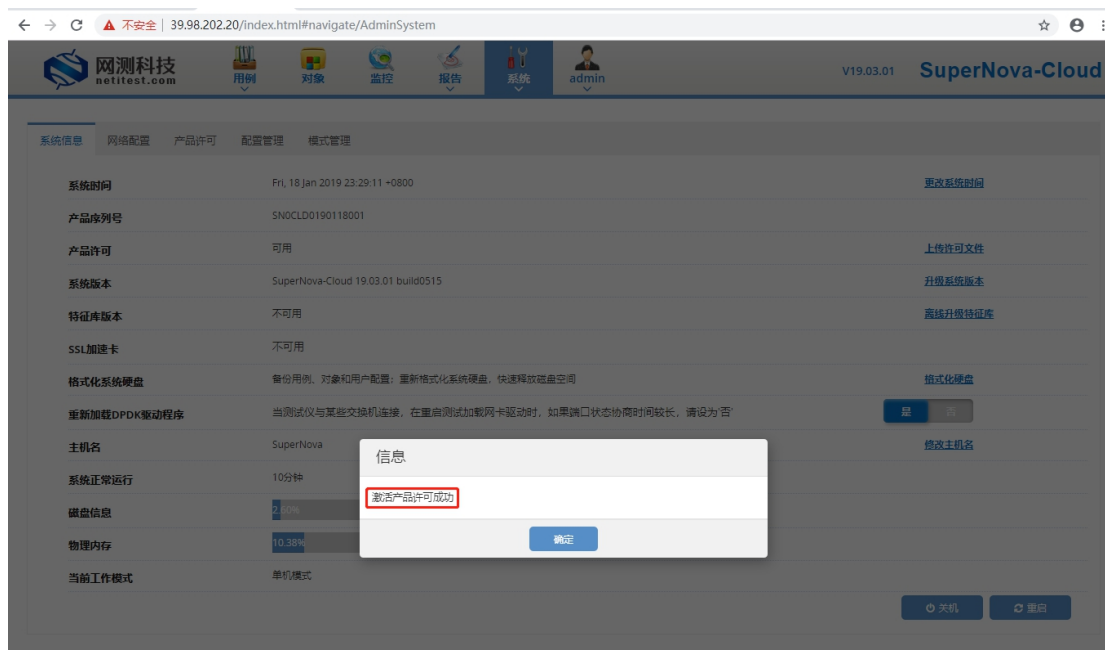 不安全 | 39.98.202.20/index.html#navigate/AdminSystem
网测科技
netitest.com
用例
对象
监控
报告
系统
admin
V19.03.01
SuperNova-Cloud
系统信息 网络配置 产品许可 配置管理 模式管理
系统时间 Fri, 18 Jan 2019 23:29:11 +0800 更改系统时间
产品序列号 SN0CLD0190118001
产品许可 可用 上传许可文件
系统版本 SuperNova-Cloud 19.03.01 build0515 升级系统版本
特征库版本 不可用 离线升级特征库
SSL加速卡 不可用
格式化系统硬盘 备份用例、对象和用户配置；重新格式化系统硬盘，快速释放磁盘空间 格式化硬盘
重新加载DPDK驱动程序 当测试仪与某些交换机连接，在重启测试加载网卡驱动时，如果端口状态协商时间较长，请设为'否' 是 否
主机名 SuperNova 修改主机名
系统正常运行 10分钟
磁盘信息 2.60%
物理内存 10.38%
当前工作模式 单机模式
信息
激活产品许可成功
确定
关机 重启